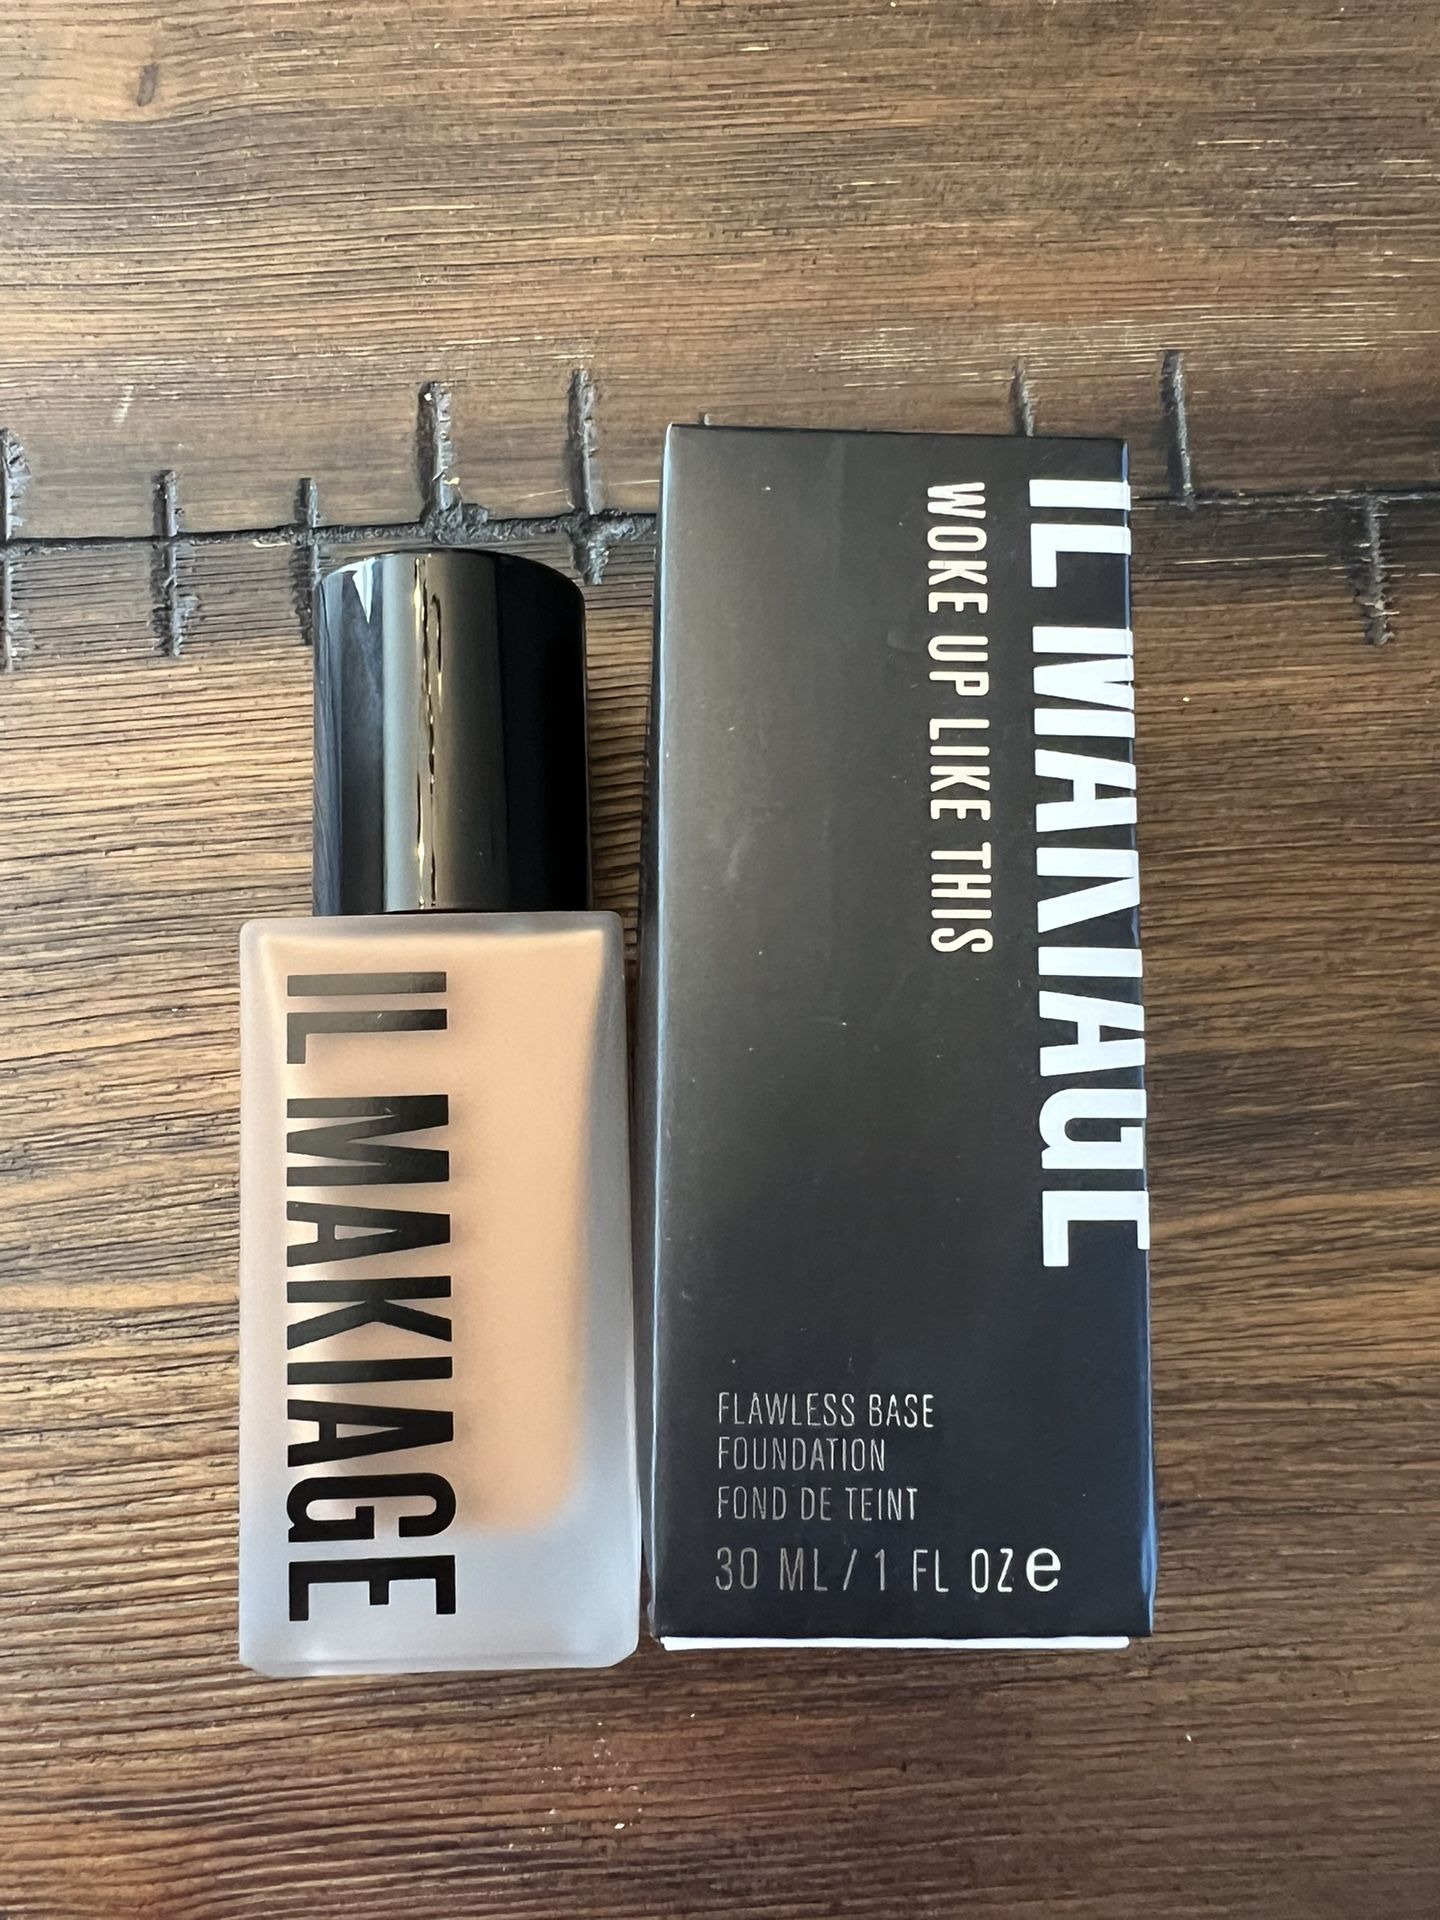 IL MAKIAGE
IL MAKIAGE
WOKE UP LIKE THIS
FLAWLESS BASE
FOUNDATION
FOND DE TEINT
30 ML / 1 FL OZ e